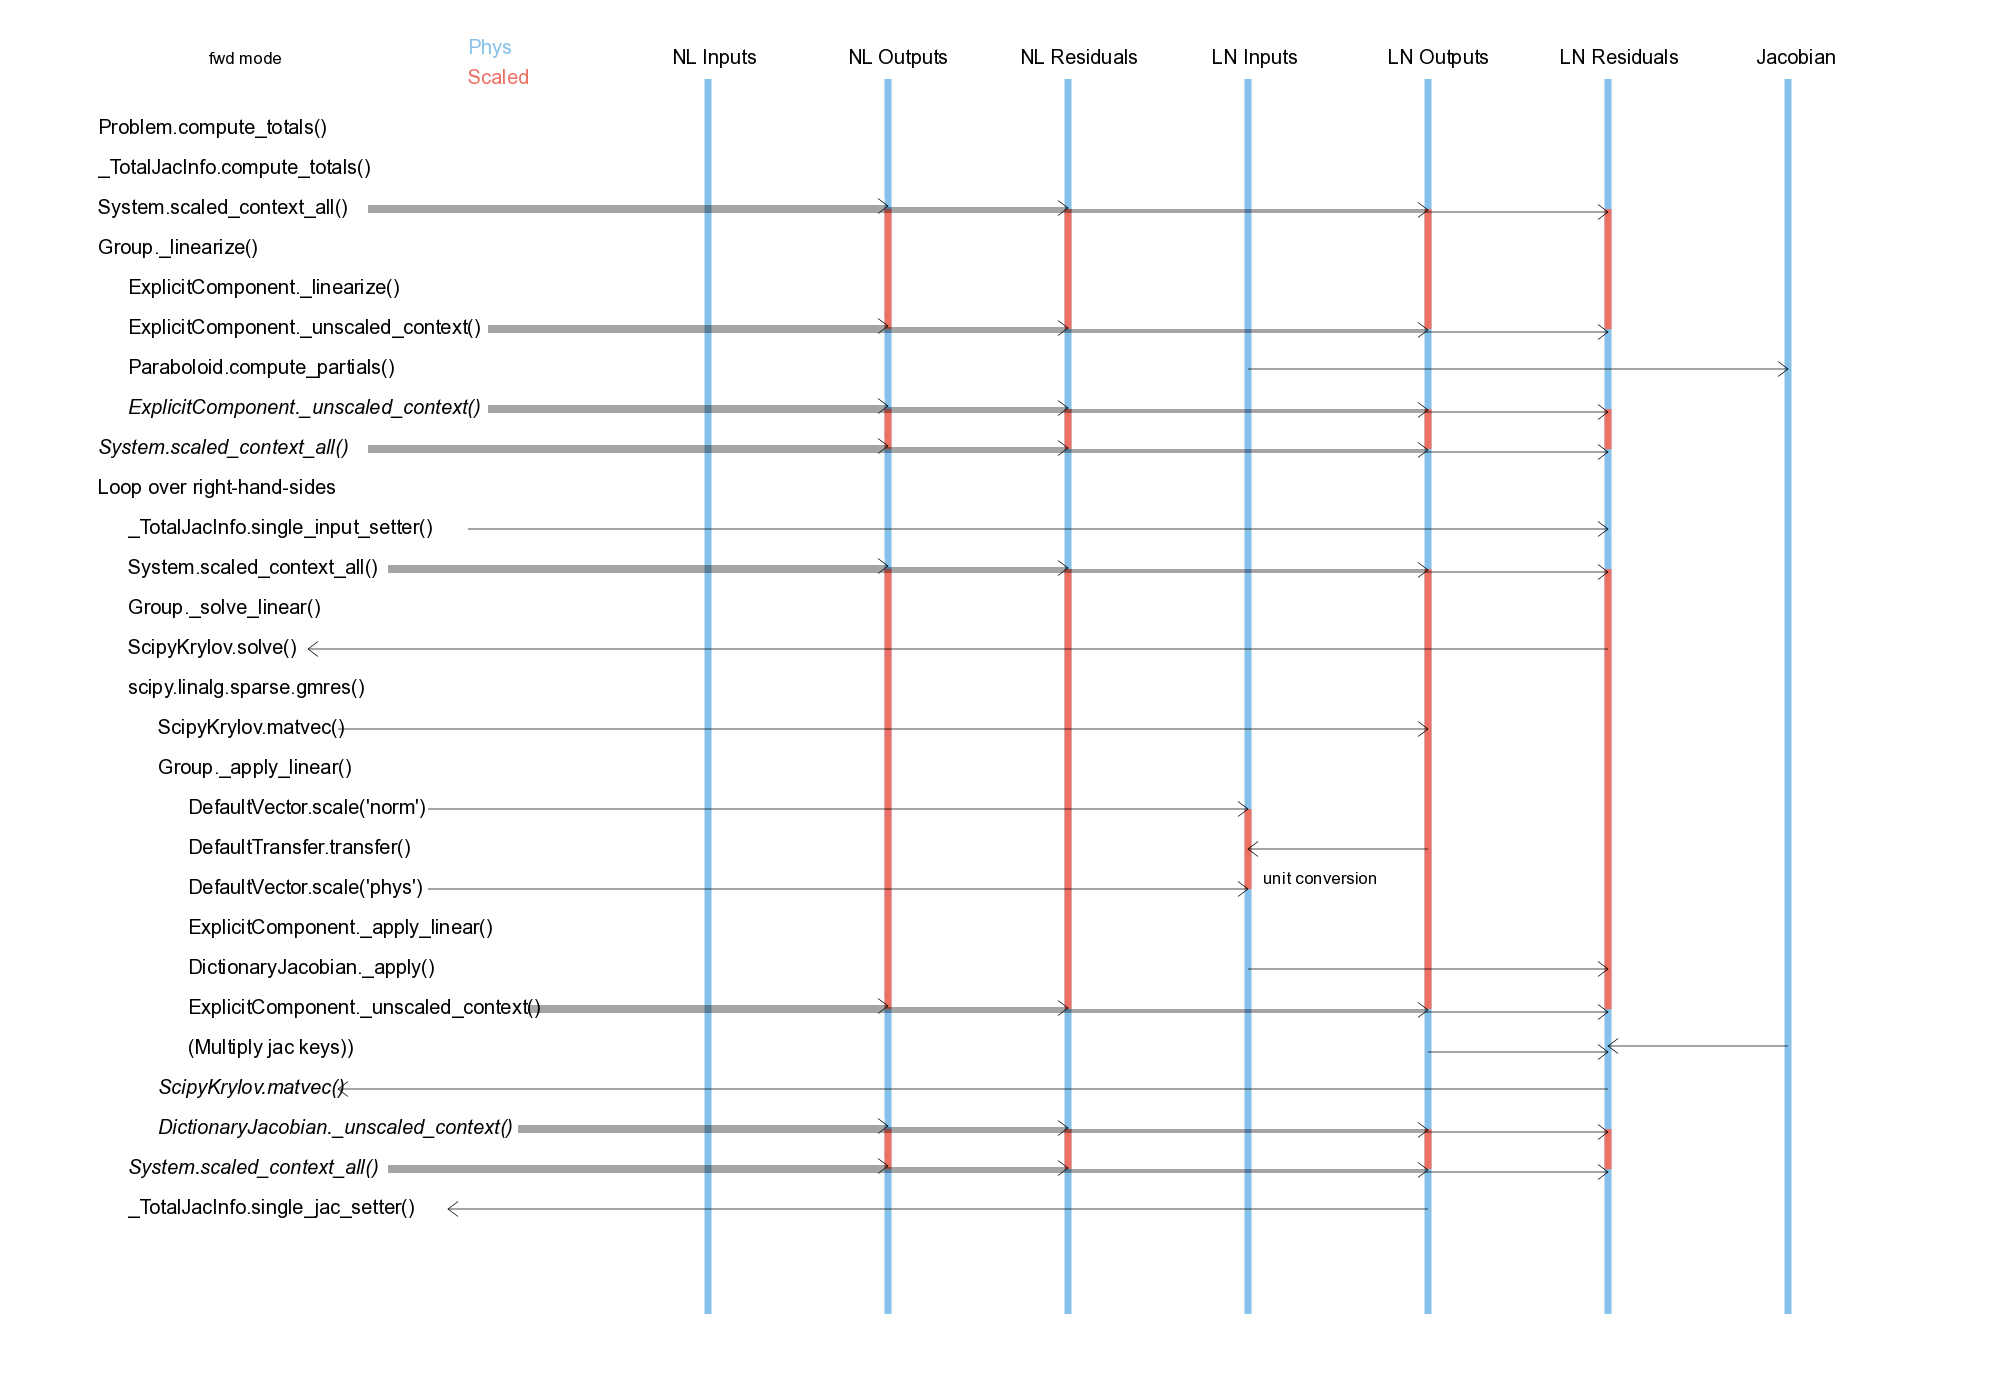 fwd mode
Phys
Scaled
NL Inputs
NL Outputs
NL Residuals
LN Inputs
LN Outputs
LN Residuals
Jacobian
Problem.compute_totals()
_TotalJacInfo.compute_totals()
System.scaled_context_all()
Group._linearize()
ExplicitComponent._linearize()
ExplicitComponent._unscaled_context()
Paraboloid.compute_partials()
ExplicitComponent._unscaled_context()
System.scaled_context_all()
Loop over right-hand-sides
_TotalJacInfo.single_input_setter()
System.scaled_context_all()
Group._solve_linear()
ScipyKrylov.solve()
scipy.linalg.sparse.gmres()
ScipyKrylov.matvec()
Group._apply_linear()
DefaultVector.scale('norm')
DefaultTransfer.transfer()
unit conversion
DefaultVector.scale('phys')
ExplicitComponent._apply_linear()
DictionaryJacobian._apply()
ExplicitComponent._unscaled_context()
(Multiply jac keys))
ScipyKrylov.matvec()
DictionaryJacobian._unscaled_context()
System.scaled_context_all()
_TotalJacInfo.single_jac_setter()